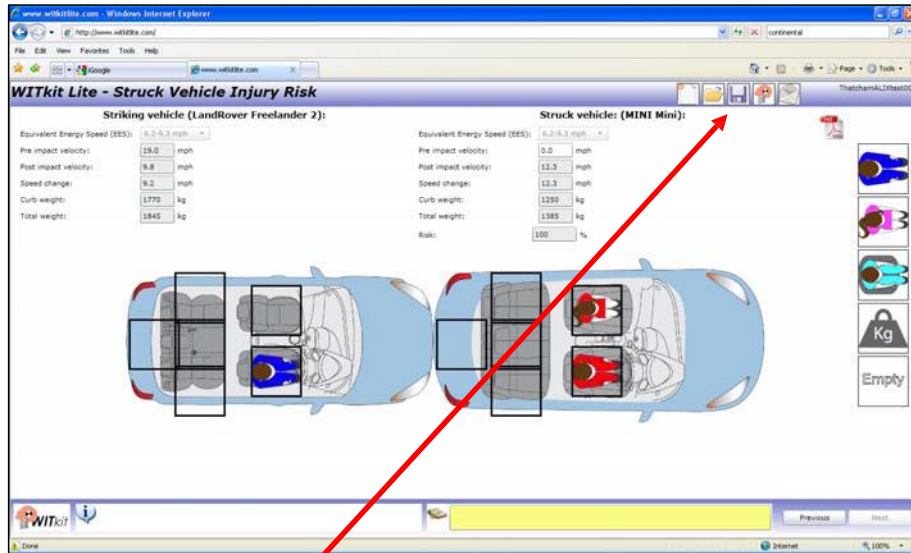 www.witkitlite.com - Windows Internet Explorer
http://www.witkitlite.com/
continental
File Edit View Favorites Tools Help
iGoogle
www.witkitlite.com
Page Tools
WITkit Lite - Struck Vehicle Injury Risk
Striking vehicle (LandRover Freelander 2):
Struck vehicle: (MINI Mini):
Equivalent Energy Speed (EES): 6.2-9.3 mph
Equivalent Energy Speed (EES): 6.2-9.3 mph
Pre impact velocity: 19.0 mph
Pre impact velocity: 0.0 mph
Post impact velocity: 9.8 mph
Post impact velocity: 12.3 mph
Speed change: 9.2 mph
Speed change: 12.3 mph
Curb weight: 1770 kg
Curb weight: 1250 kg
Total weight: 1845 kg
Total weight: 1385 kg
Risk: 100 %
Kg
Empty
WITkit
i
Previous
Next
Done
Internet
100%